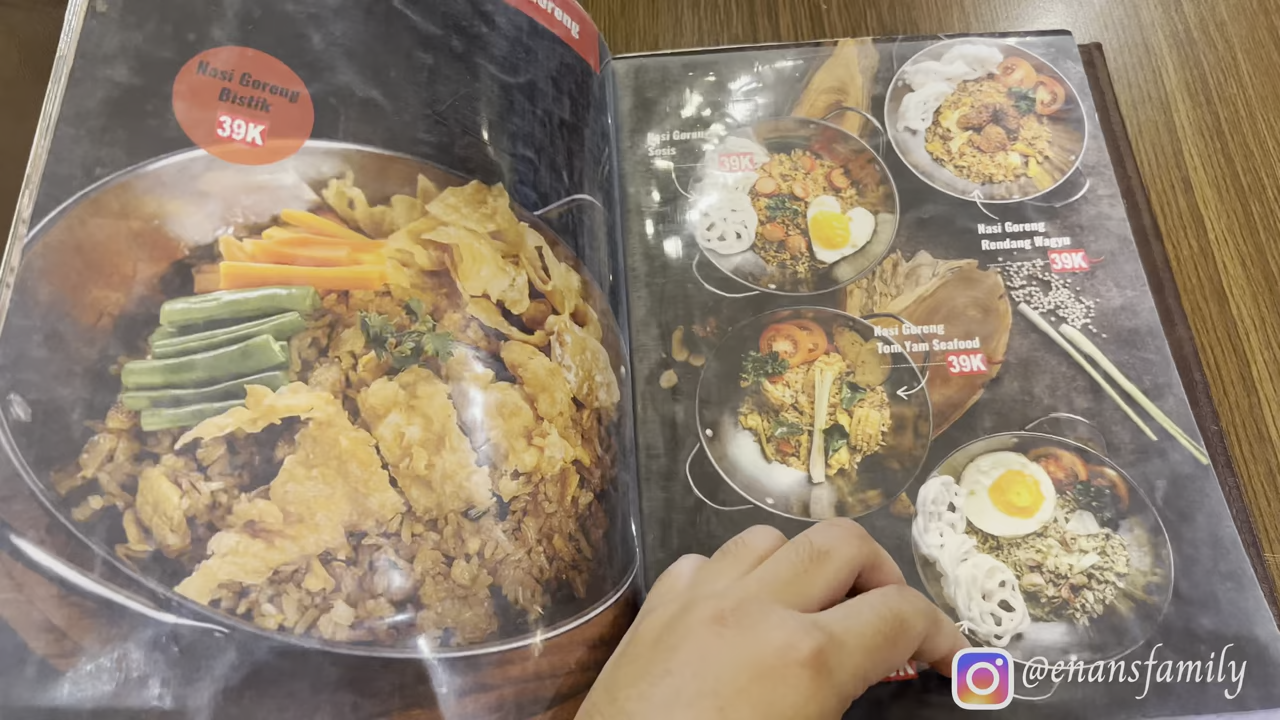 Goreng
Nasi Goreng
Bistik
39K
Nasi Goreng
Sosis
39K
Nasi Goreng
Rendang Wagyu
39K
Nasi Goreng
Tom Yam Seafood
39K
@enansfamily